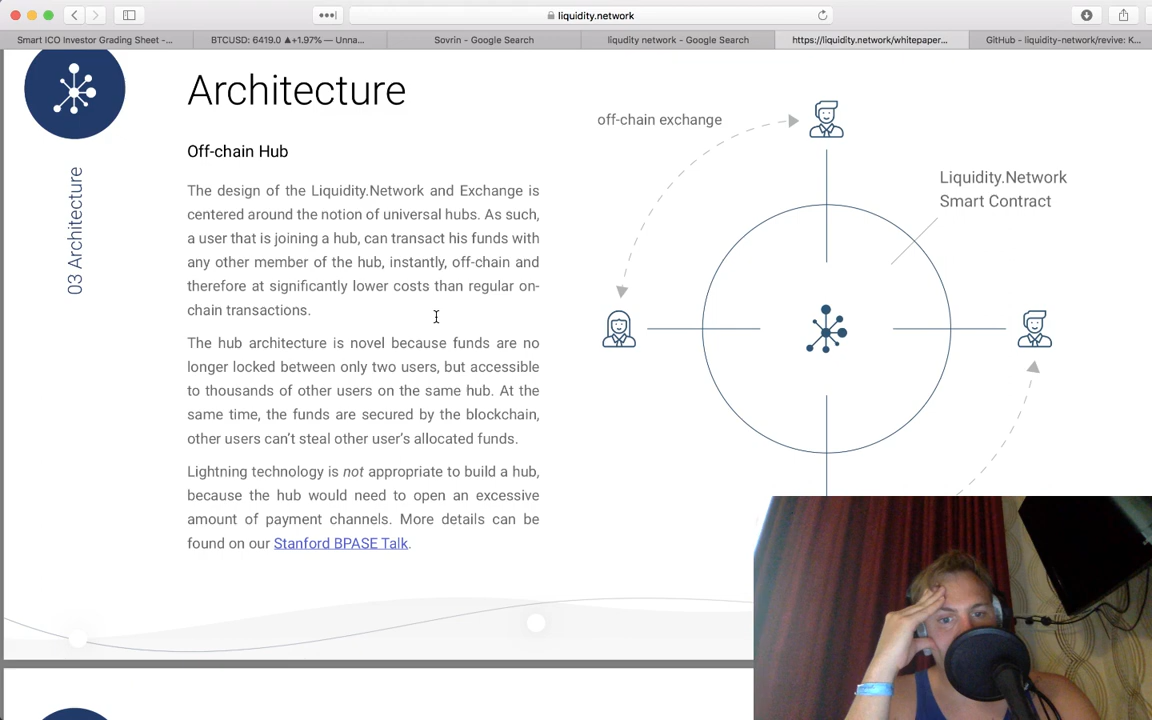 liquidity.network
Smart ICO Investor Grading Sheet -...
BTCUSD: 6419.0 ▲+1.97% — Unna...
Sovrin - Google Search
liqudity network - Google Search
https://liquidity.network/whitepaper...
GitHub - liquidity-network/revive: K...
03 Architecture
Architecture
Off-chain Hub
The design of the Liquidity.Network and Exchange is
centered around the notion of universal hubs. As such,
a user that is joining a hub, can transact his funds with
any other member of the hub, instantly, off-chain and
therefore at significantly lower costs than regular on-
chain transactions.
The hub architecture is novel because funds are no
longer locked between only two users, but accessible
to thousands of other users on the same hub. At the
same time, the funds are secured by the blockchain,
other users can’t steal other user’s allocated funds.
Lightning technology is not appropriate to build a hub,
because the hub would need to open an excessive
amount of payment channels. More details can be
found on our Stanford BPASE Talk.
off-chain exchange
Liquidity.Network
Smart Contract